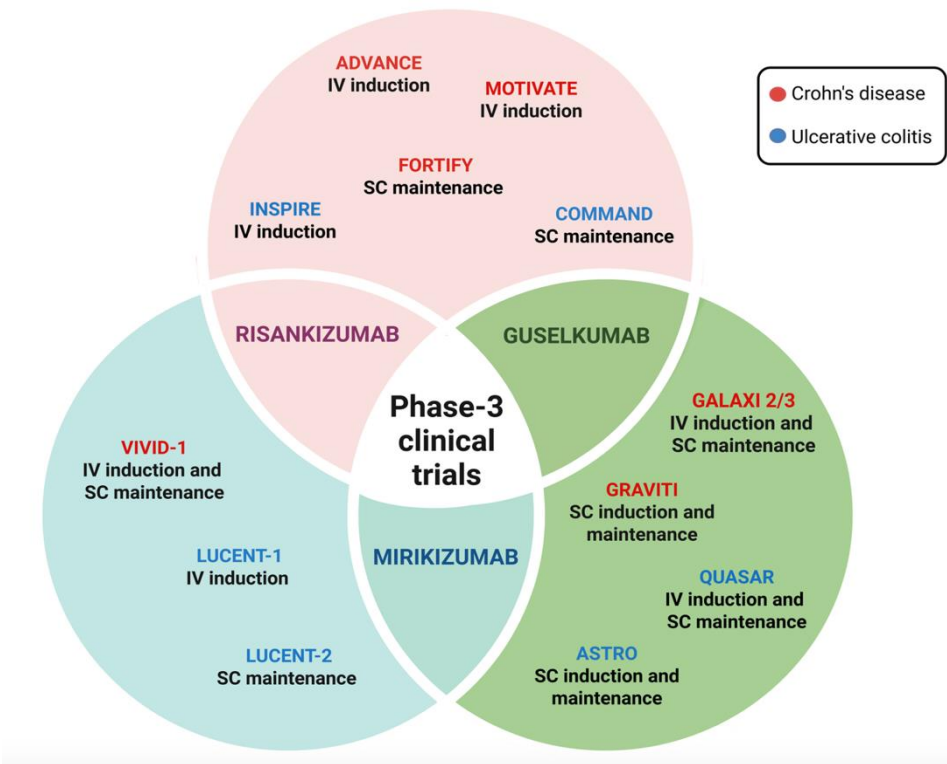 ADVANCE
IV induction
MOTIVATE
IV induction
FORTIFY
SC maintenance
INSPIRE
IV induction
COMMAND
SC maintenance
Crohn's disease
Ulcerative colitis
RISANKIZUMAB
GUSELKUMAB
Phase-3
clinical
trials
MIRIKIZUMAB
VIVID-1
IV induction and
SC maintenance
LUCENT-1
IV induction
LUCENT-2
SC maintenance
GALAXI 2/3
IV induction and
SC maintenance
GRAVITI
SC induction and
maintenance
QUASAR
IV induction and
SC maintenance
ASTRO
SC induction and
maintenance